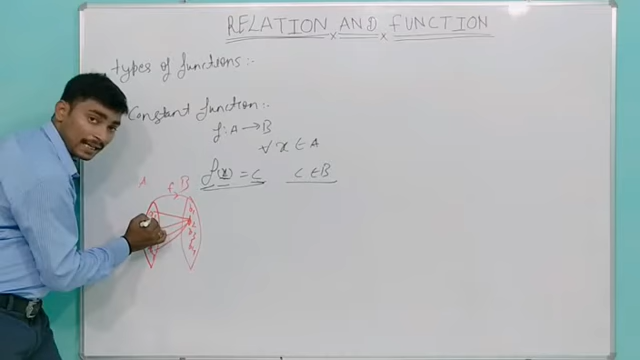 RELATION AND FUNCTION
types of functions:-
Constant function:-
f: A → B
∀ x ∈ A
f(x) = c   c ∈ B
A f B